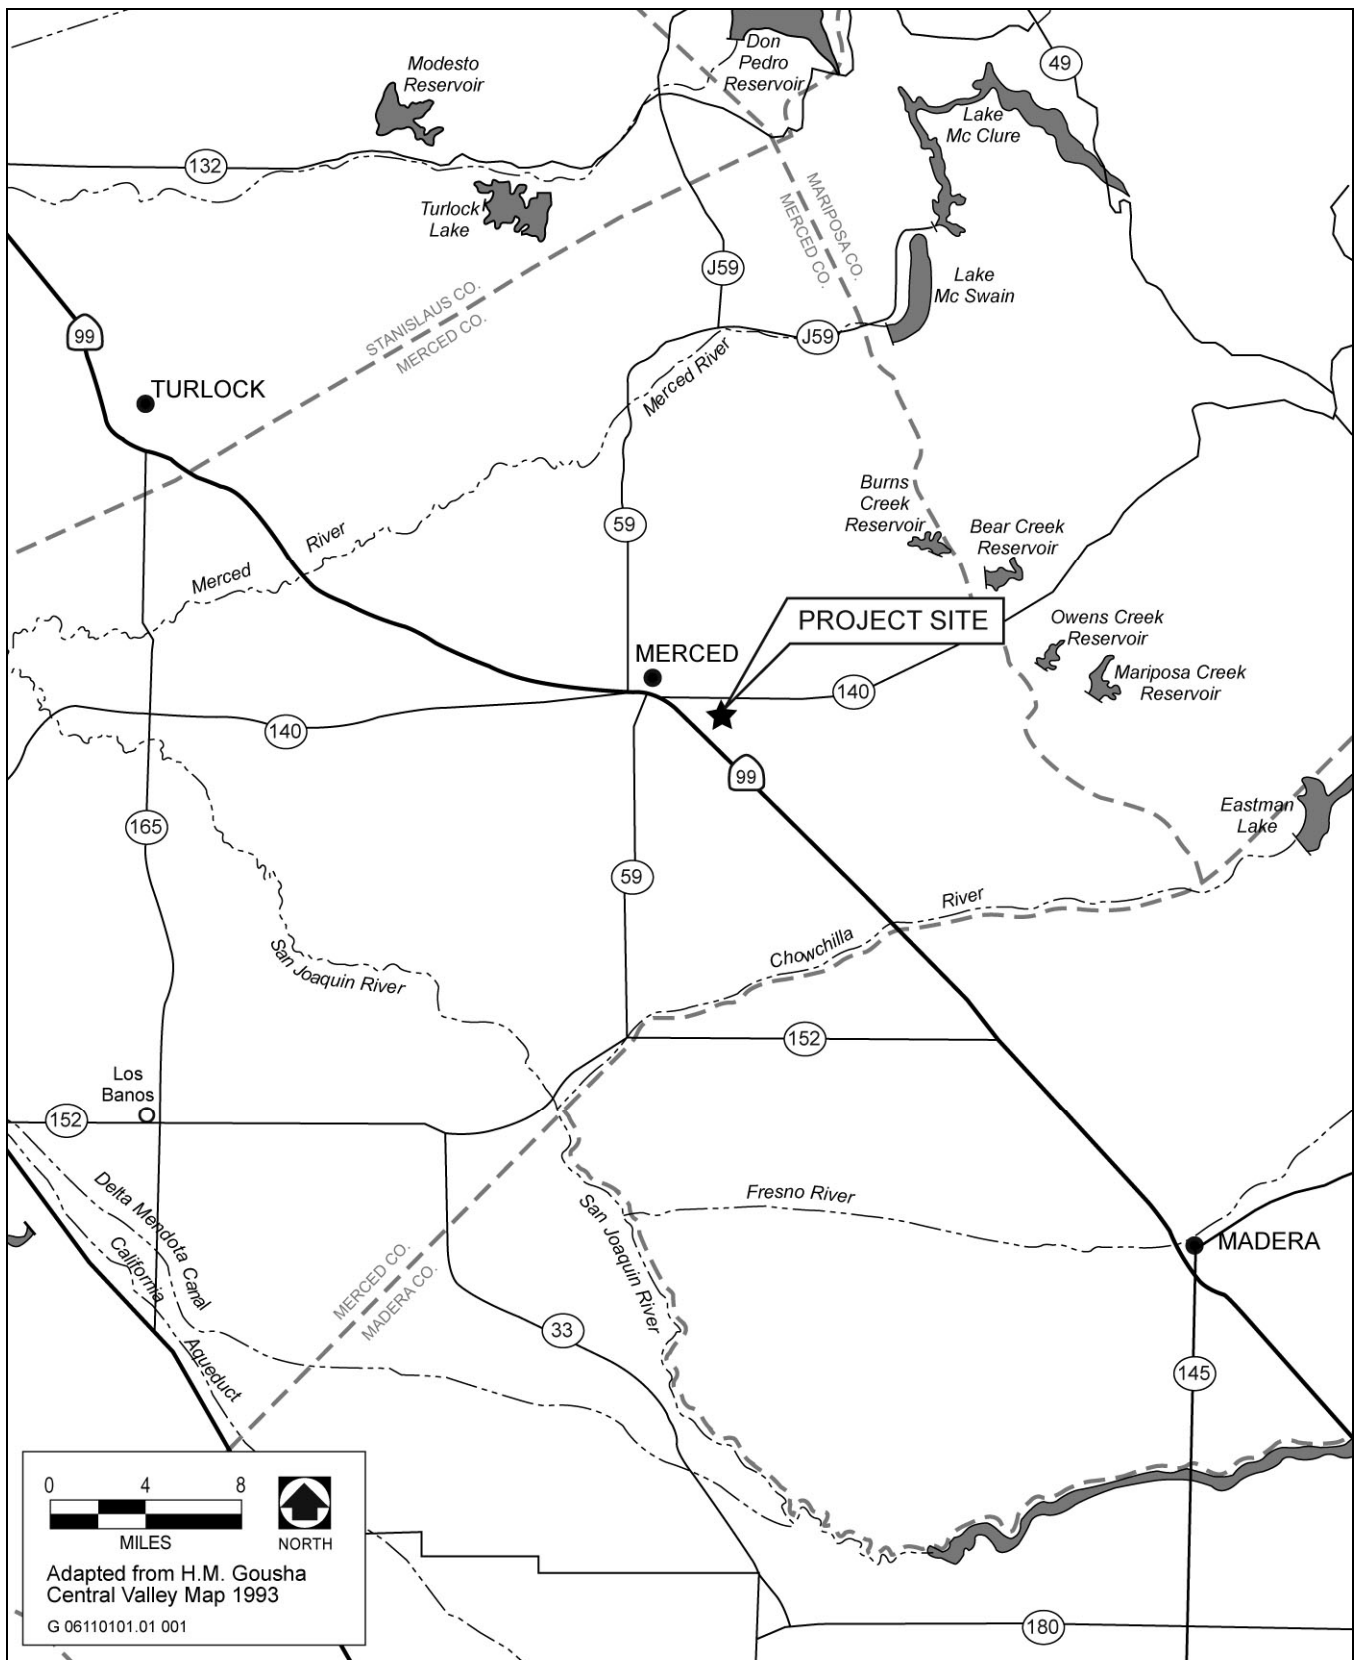 Don
Pedro
Reservoir
Modesto
Reservoir
49
Lake
Mc Clure
132
Turlock
Lake
MARIPOSA CO.
MERCED CO.
J59
Lake
Mc Swain
STANISLAUS CO.
MERCED CO.
99
J59
Merced River
TURLOCK
Burns
Creek
Reservoir
59
Bear Creek
Reservoir
River
Merced
PROJECT SITE
Owens Creek
Reservoir
MERCED
Mariposa Creek
Reservoir
140
140
99
Eastman
Lake
165
59
River
Chowchilla
San Joaquin River
152
Los
Banos
152
Delta Mendota Canal
California
Aqueduct
Fresno River
San Joaquin River
MADERA
MERCED CO.
MADERA CO.
33
145
0 4 8
MILES
NORTH
Adapted from H.M. Gousha
Central Valley Map 1993
G 06110101.01 001
180